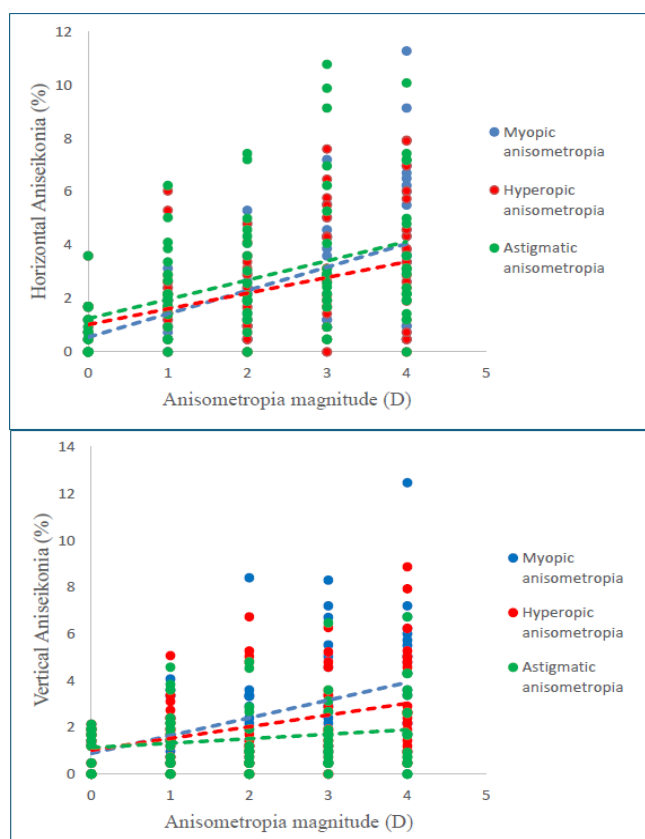 12
10
8
6
4
2
0
0 1 2 3 4 5
Horizontal Aniseikonia (%)
Anisometropia magnitude (D)
Myopic
anisometropia
Hyperopic
anisometropia
Astigmatic
anisometropia
14
12
10
8
6
4
2
0
0 1 2 3 4 5
Vertical Aniseikonia (%)
Anisometropia magnitude (D)
Myopic
anisometropia
Hyperopic
anisometropia
Astigmatic
anisometropia